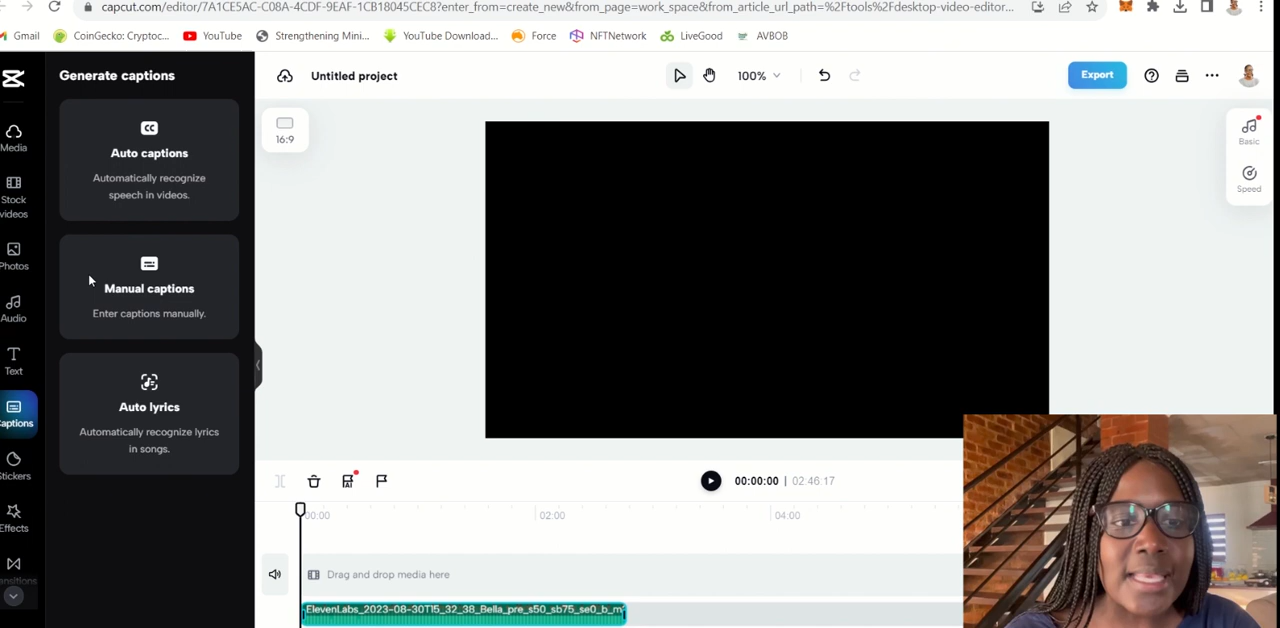 capcut.com/editor/7A1CE5AC-C08A-4CDF-9EAF-1CB18045CEC8?enter_from=create_new&from_page=work_space&from_article_url_path=%2Ftools%2Fdesktop-video-editor...
Gmail
CoinGecko: Cryptoc...
YouTube
Strengthening Mini...
YouTube Download...
Force
NFTNetwork
LiveGood
AVBOB
Generate captions
Untitled project
100%
Export
CC
Auto captions
Automatically recognize
speech in videos.
Manual captions
Enter captions manually.
Auto lyrics
Automatically recognize lyrics
in songs.
Media
Stock
videos
Photos
Audio
Text
aptions
Stickers
Effects
ansitions
16:9
Basic
Speed
00:00:00 | 02:46:17
00:00
02:00
04:00
Drag and drop media here
ElevenLabs_2023-08-30T15_32_38_Bella_pre_s50_sb75_se0_b_m